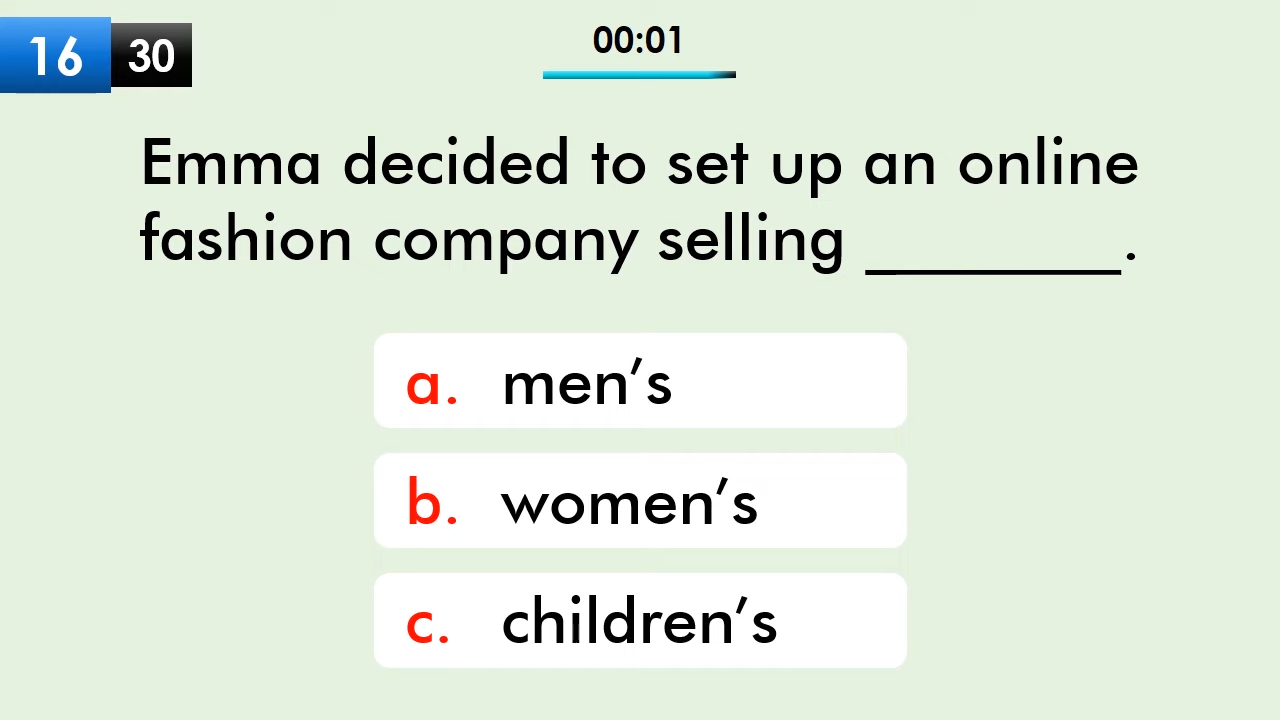 16 30
00:01
Emma decided to set up an online
fashion company selling ________.
a. men’s
b. women’s
c. children’s